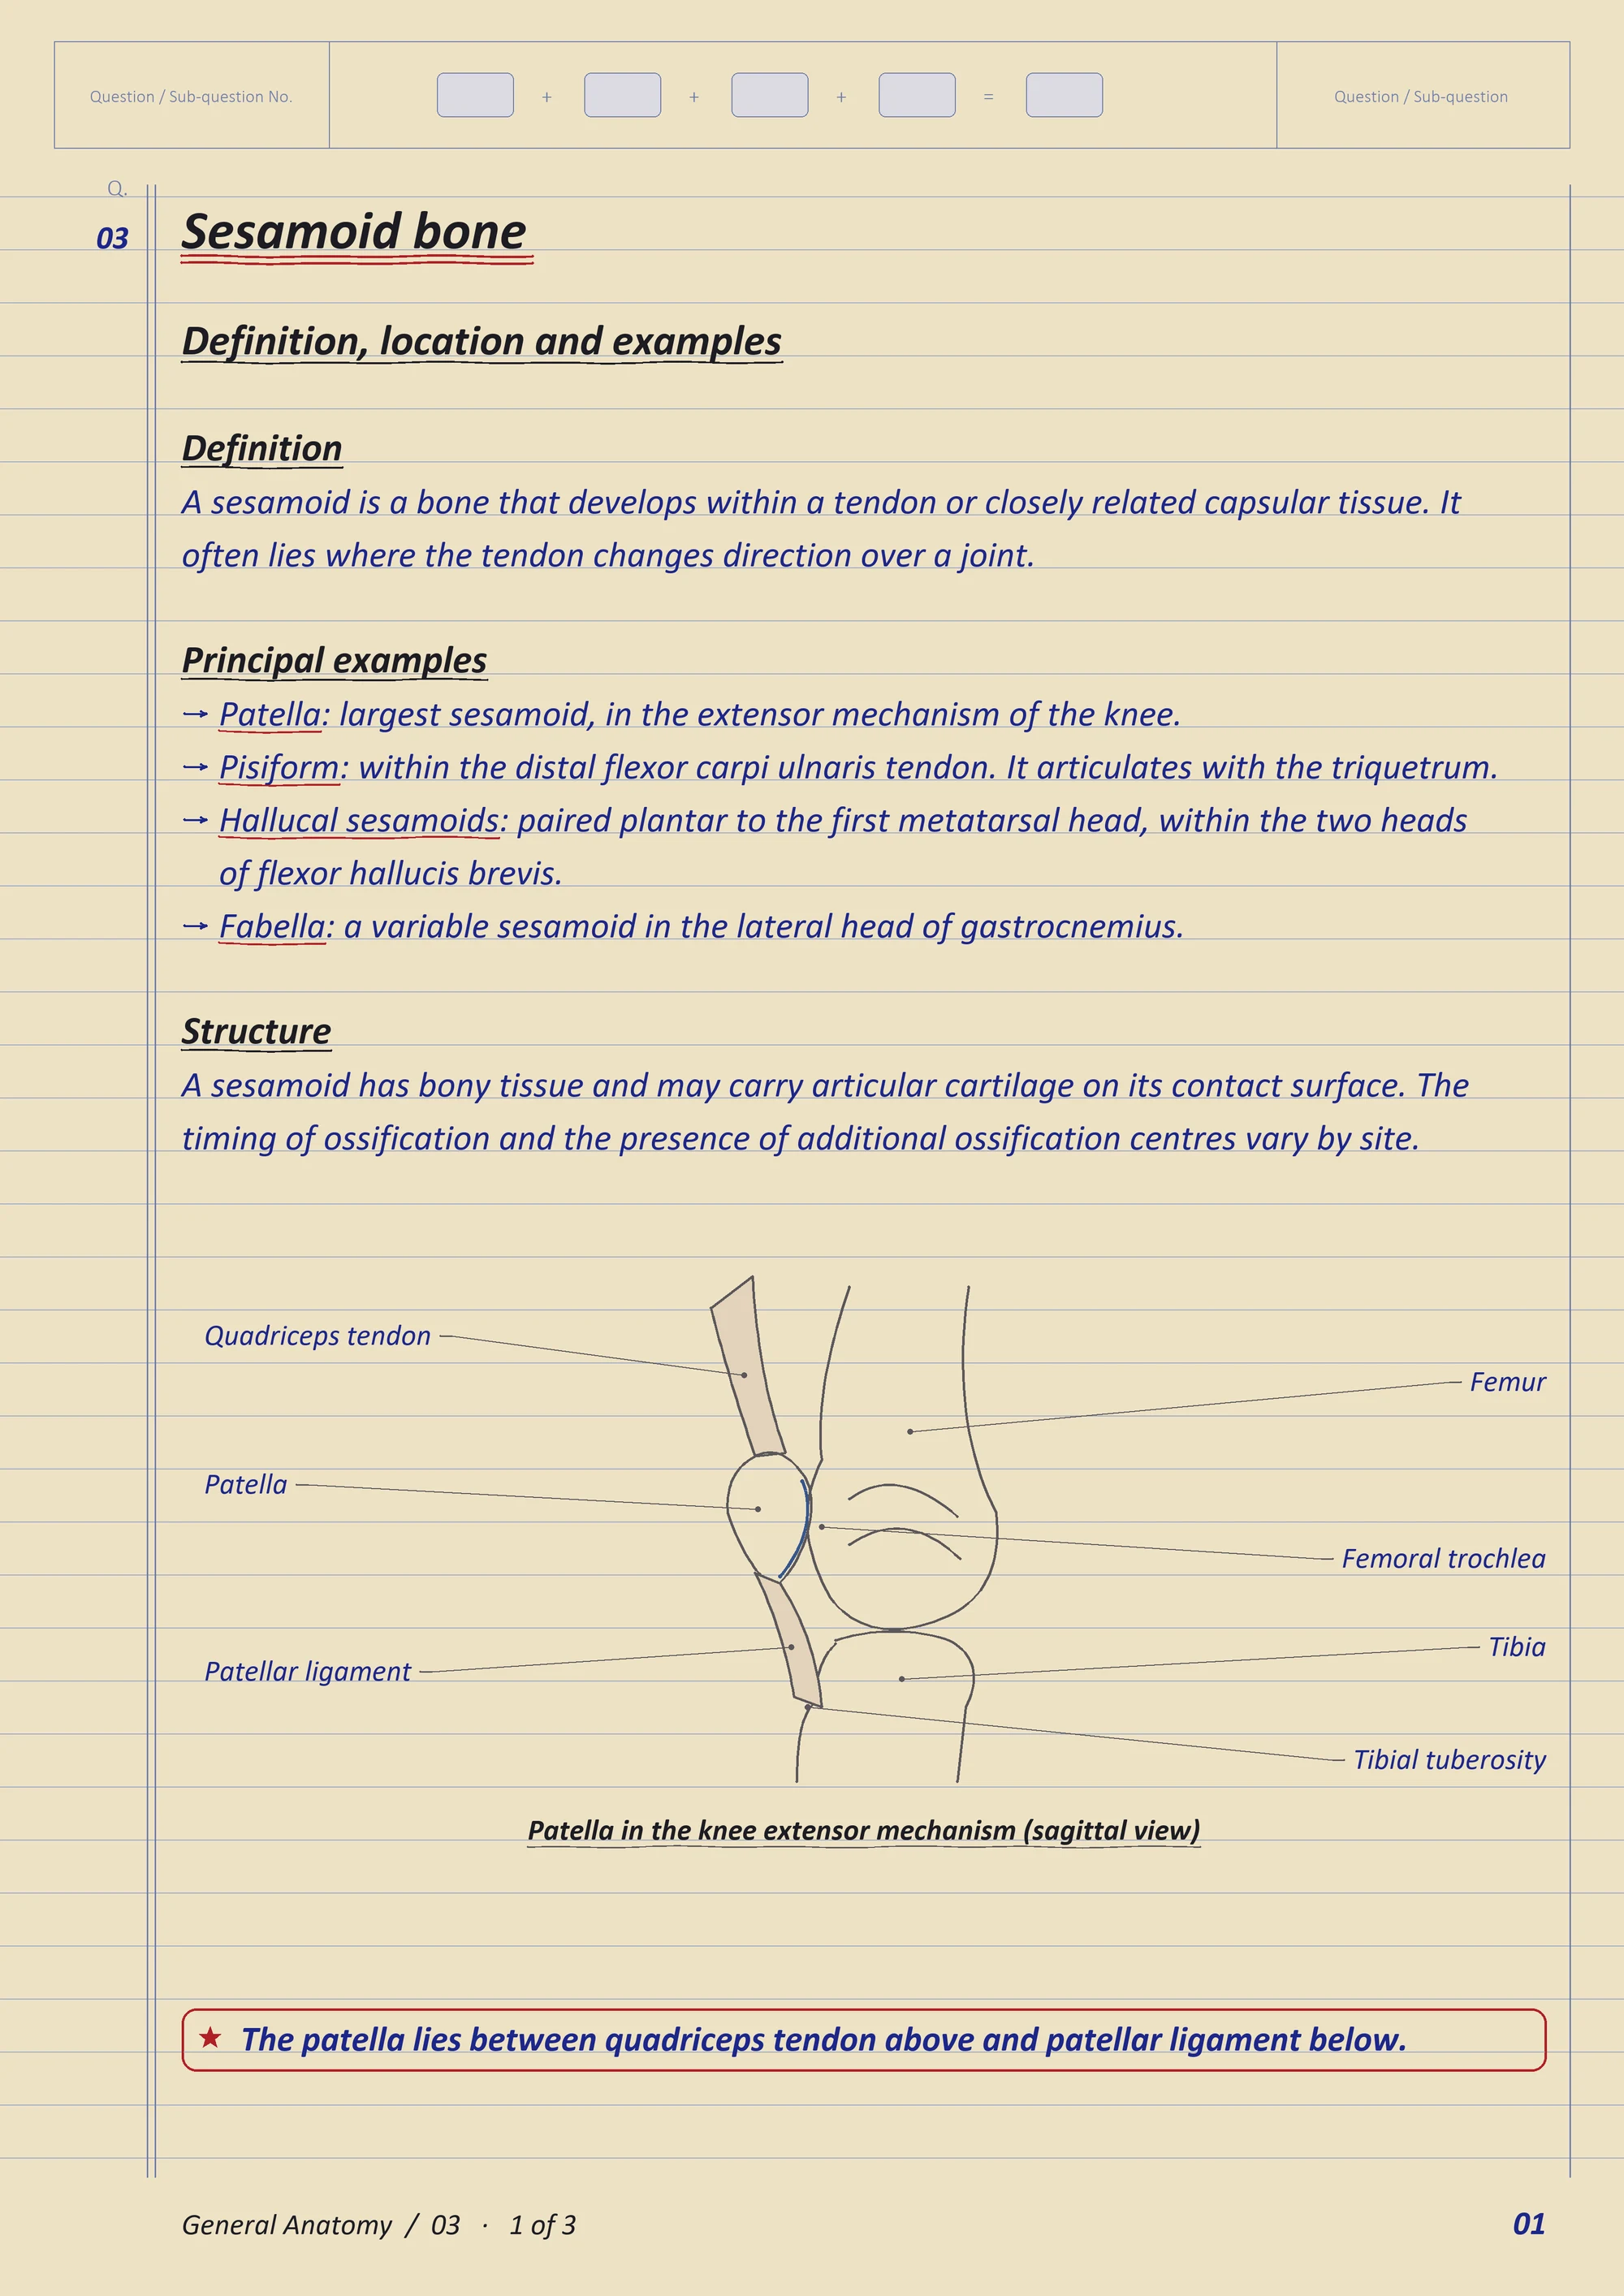 Question / Sub-question No.
+ + + =
Question / Sub-question
Q.
03
Sesamoid bone
Definition, location and examples
Definition
A sesamoid is a bone that develops within a tendon or closely related capsular tissue. It
often lies where the tendon changes direction over a joint.
Principal examples
→ Patella: largest sesamoid, in the extensor mechanism of the knee.
→ Pisiform: within the distal flexor carpi ulnaris tendon. It articulates with the triquetrum.
→ Hallucal sesamoids: paired plantar to the first metatarsal head, within the two heads
of flexor hallucis brevis.
→ Fabella: a variable sesamoid in the lateral head of gastrocnemius.
Structure
A sesamoid has bony tissue and may carry articular cartilage on its contact surface. The
timing of ossification and the presence of additional ossification centres vary by site.
Quadriceps tendon
Femur
Patella
Femoral trochlea
Tibia
Patellar ligament
Tibial tuberosity
Patella in the knee extensor mechanism (sagittal view)
★ The patella lies between quadriceps tendon above and patellar ligament below.
General Anatomy / 03 · 1 of 3
01